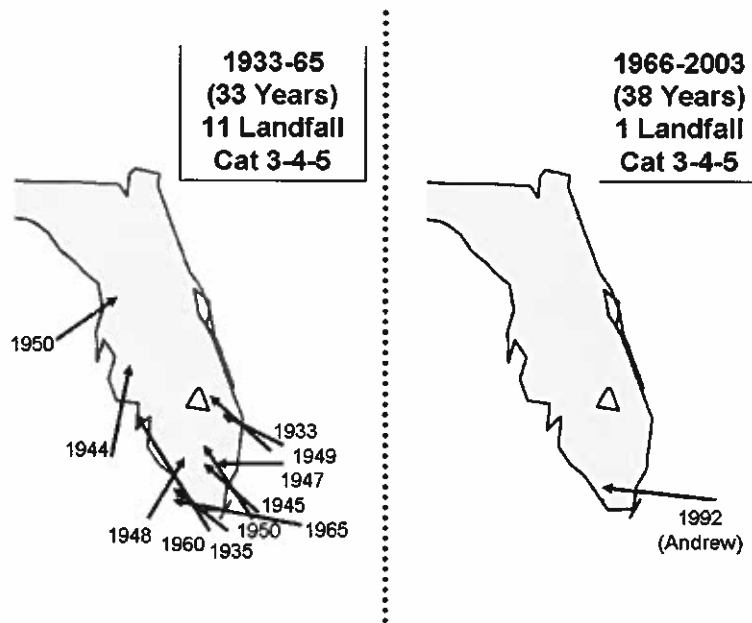 1933-65
(33 Years)
11 Landfall
Cat 3-4-5
1966-2003
(38 Years)
1 Landfall
Cat 3-4-5
1950
1944
1933
1949
1947
1945
1965
1948
1960
1935
1950
1992
(Andrew)